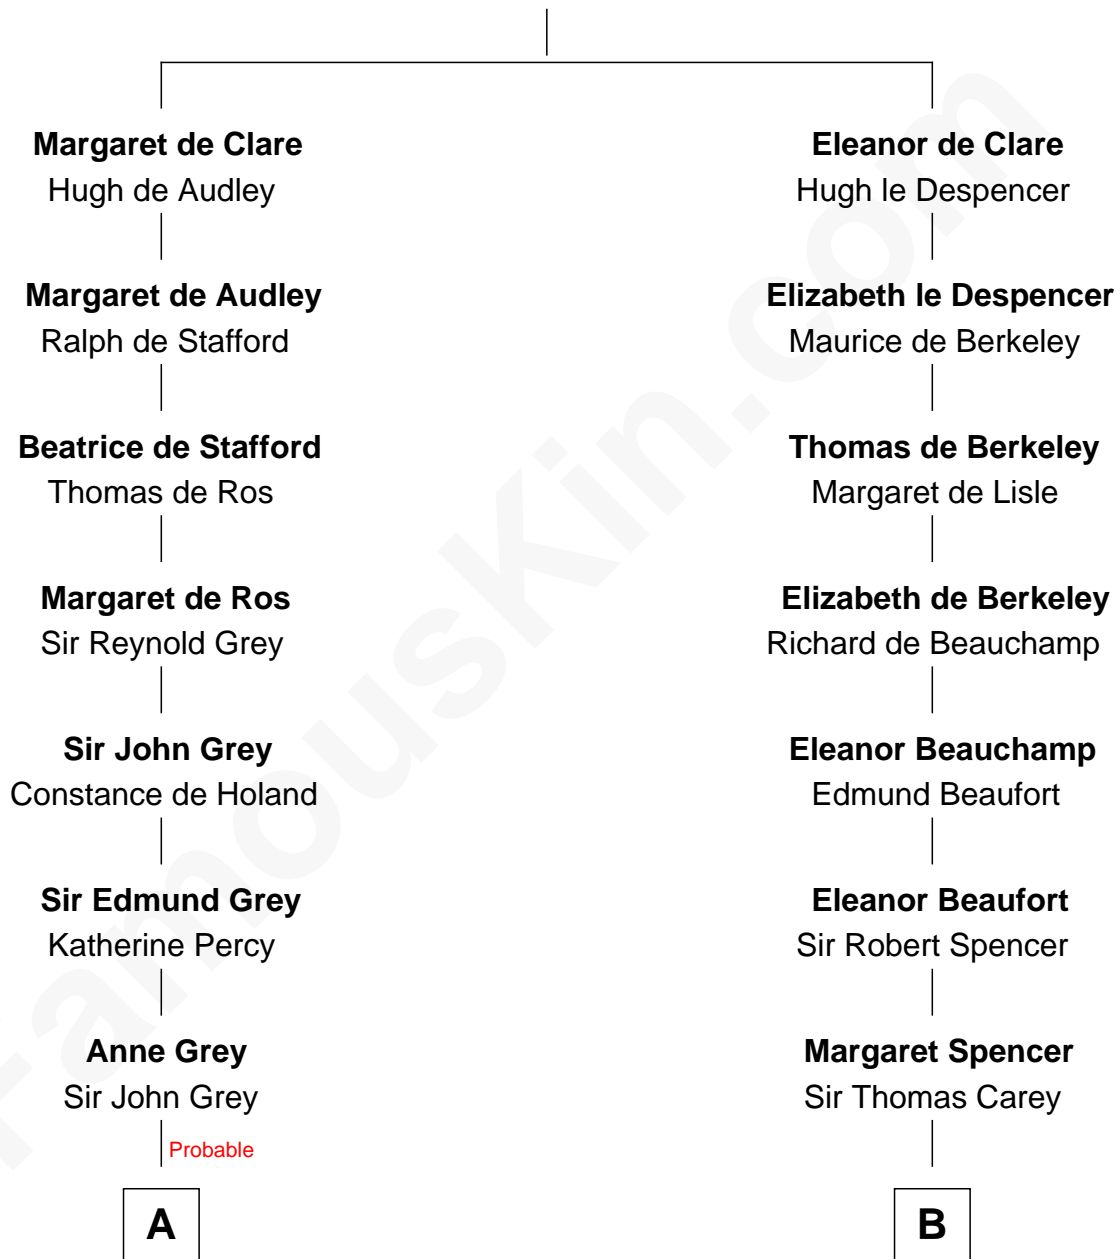 Margaret de Clare
Hugh de Audley
Eleanor de Clare
Hugh le Despencer
Margaret de Audley
Ralph de Stafford
Elizabeth le Despencer
Maurice de Berkeley
Beatrice de Stafford
Thomas de Ros
Thomas de Berkeley
Margaret de Lisle
Margaret de Ros
Sir Reynold Grey
Elizabeth de Berkeley
Richard de Beauchamp
Sir John Grey
Constance de Holand
Eleanor Beauchamp
Edmund Beaufort
Sir Edmund Grey
Katherine Percy
Eleanor Beaufort
Sir Robert Spencer
Anne Grey
Sir John Grey
Margaret Spencer
Sir Thomas Carey
Probable
A
B
FamousKin.com